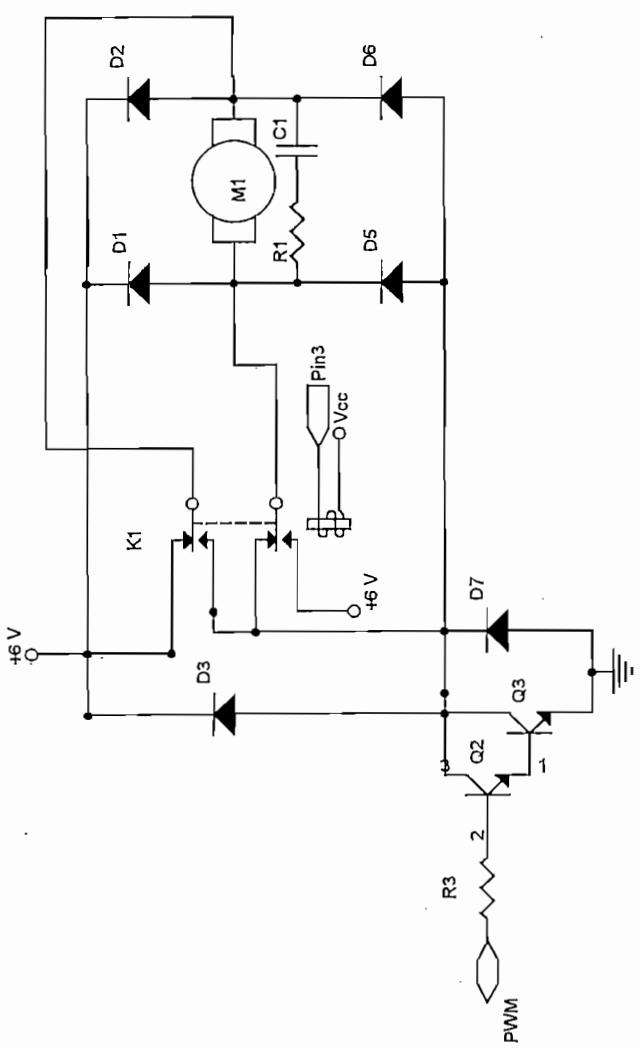 D2
D6
C1
M1
D1
R1
D5
Pin3
Vcc
K1
+6 V
+6 V
D7
D3
Q3
Q2
3
1
2
R3
PWM